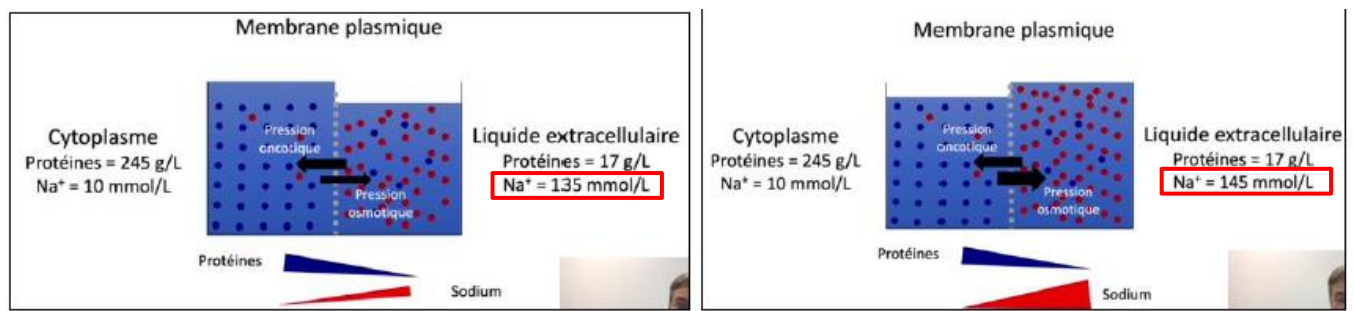 Membrane plasmique
Cytoplasme
Protéines = 245 g/L
Na⁺ = 10 mmol/L
Pression
oncotique
Pression
osmotique
Liquide extracellulaire
Protéines = 17 g/L
Na⁺ = 135 mmol/L
Protéines
Sodium
Membrane plasmique
Cytoplasme
Protéines = 245 g/L
Na⁺ = 10 mmol/L
Pression
oncotique
Pression
osmotique
Liquide extracellulaire
Protéines = 17 g/L
Na⁺ = 145 mmol/L
Protéines
Sodium